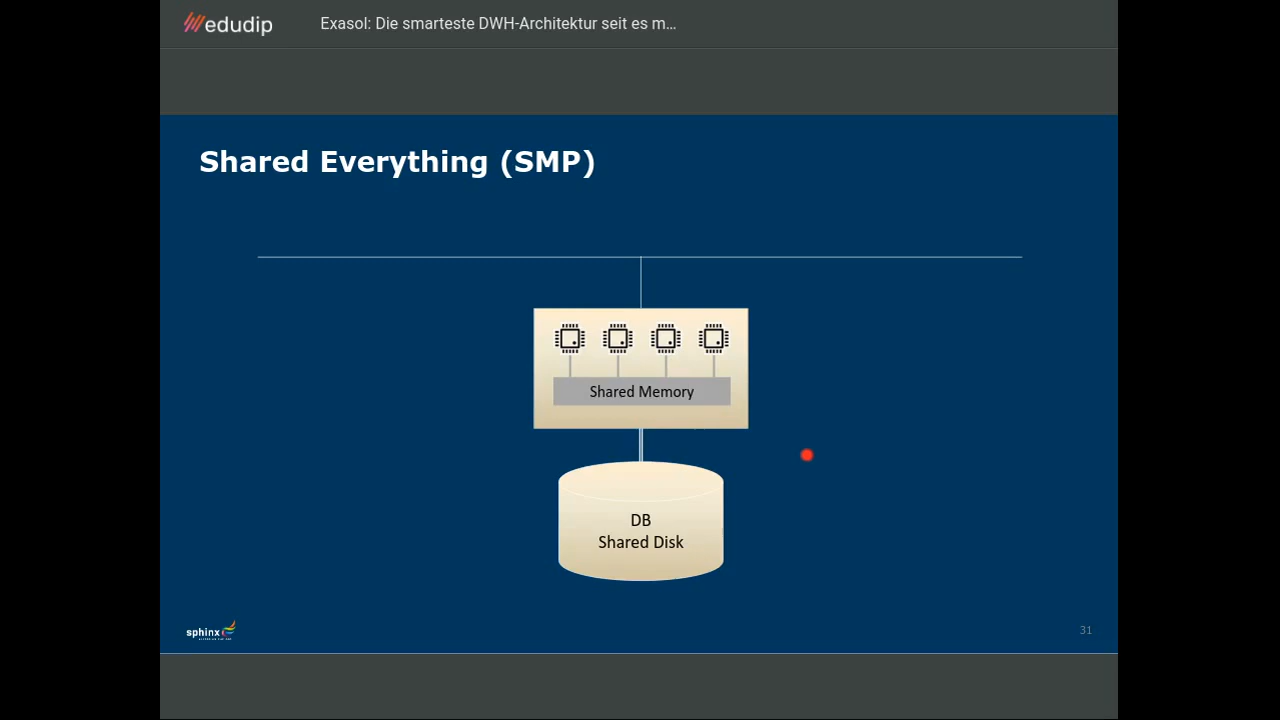 edudip
Exasol: Die smarteste DWH-Architektur seit es m...
Shared Everything (SMP)
Shared Memory
DB
Shared Disk
sphinx
31